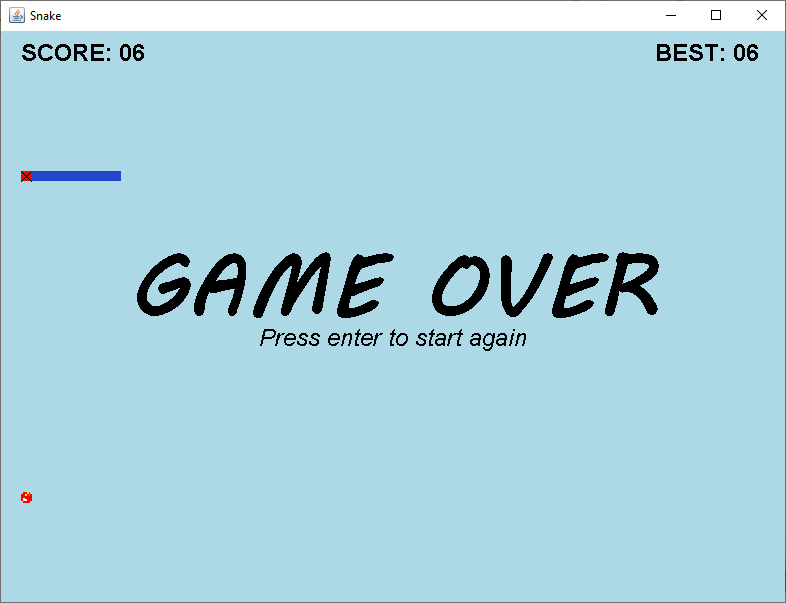 Snake
SCORE: 06
BEST: 06
GAME OVER
Press enter to start again